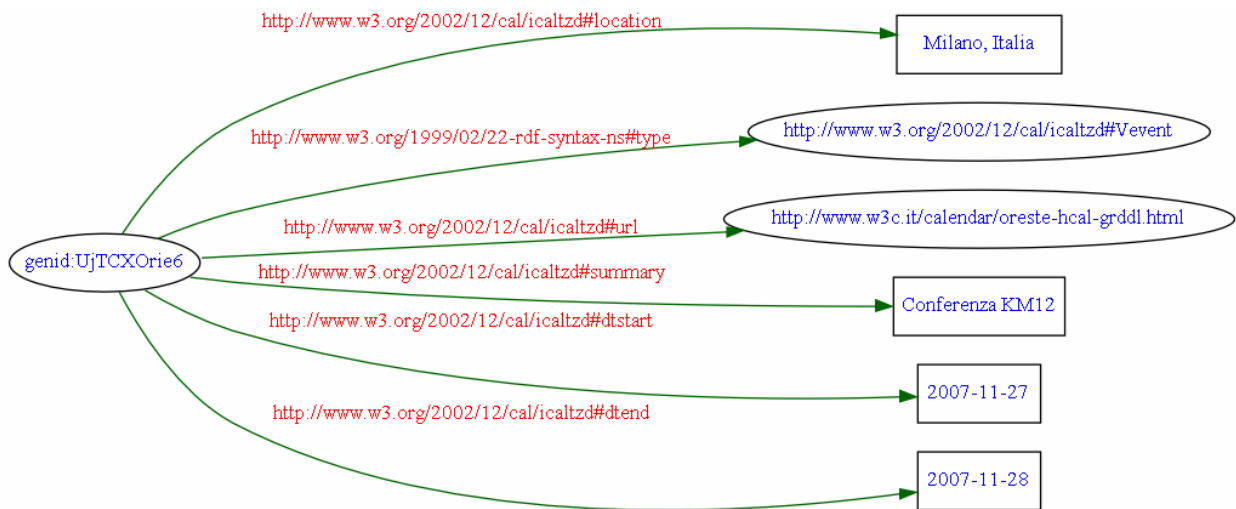 http://www.w3.org/2002/12/cal/icaltzd#location
Milano, Italia
http://www.w3.org/1999/02/22-rdf-syntax-ns#type
http://www.w3.org/2002/12/cal/icaltzd#Vevent
http://www.w3.org/2002/12/cal/icaltzd#url
http://www.w3c.it/calendar/oreste-hcal-grddl.html
genid:UjTCXOrie6
http://www.w3.org/2002/12/cal/icaltzd#summary
Conferenza KM12
http://www.w3.org/2002/12/cal/icaltzd#dtstart
2007-11-27
http://www.w3.org/2002/12/cal/icaltzd#dtend
2007-11-28